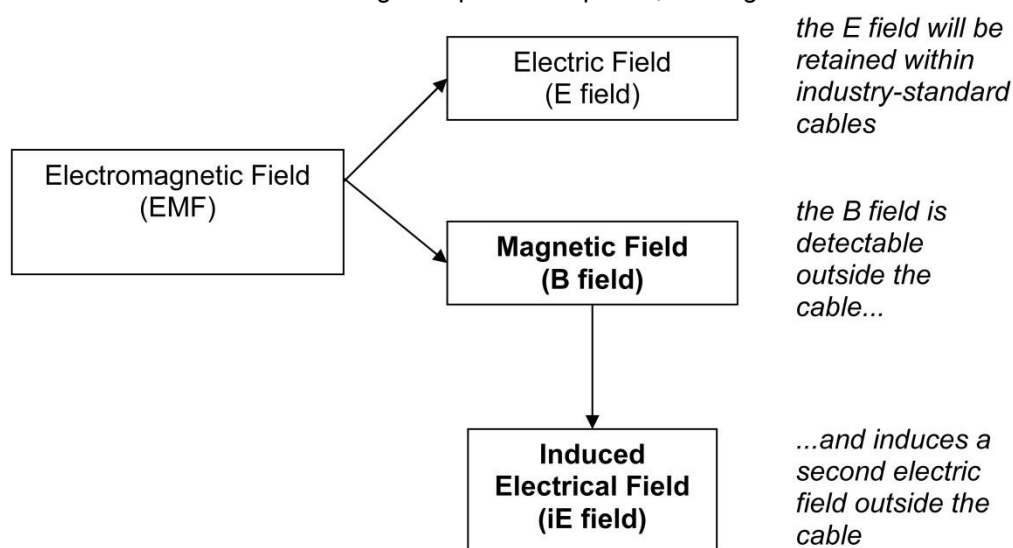 Electric Field
(E field)
the E field will be
retained within
industry-standard
cables
Electromagnetic Field
(EMF)
Magnetic Field
(B field)
the B field is
detectable
outside the
cable...
Induced
Electrical Field
(iE field)
...and induces a
second electric
field outside the
cable